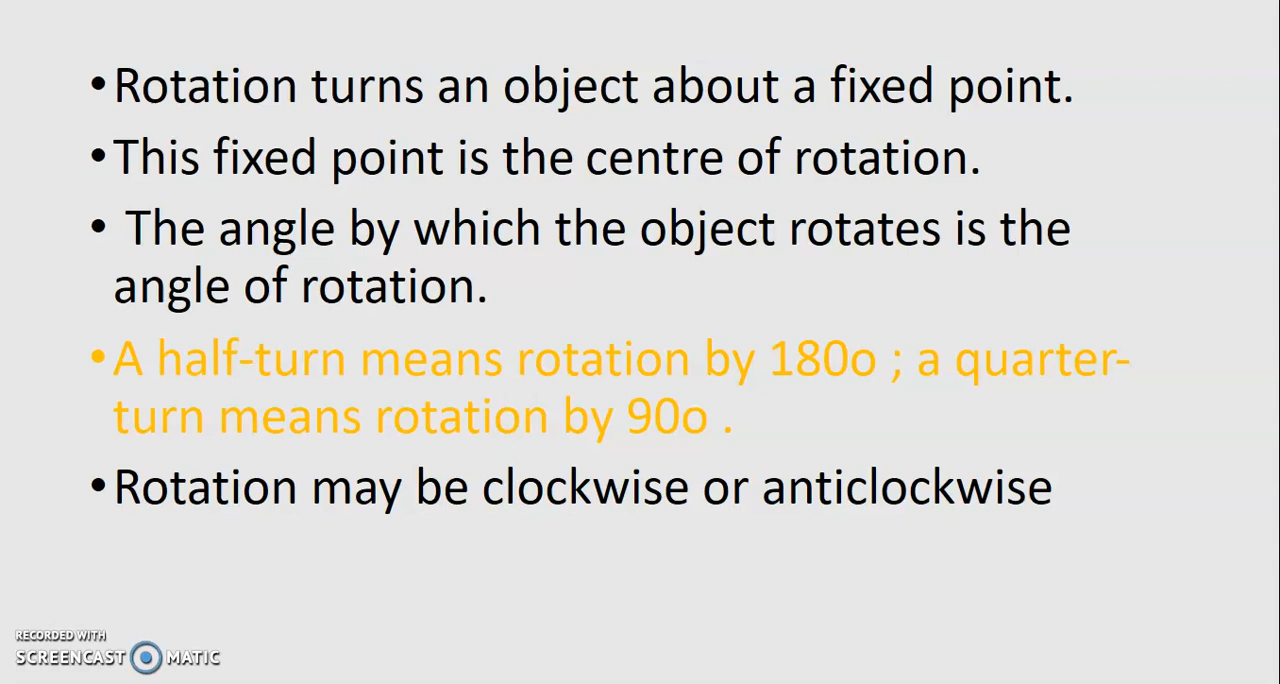 •Rotation turns an object about a fixed point.
•This fixed point is the centre of rotation.
• The angle by which the object rotates is the
angle of rotation.
•A half-turn means rotation by 180o ; a quarter-
turn means rotation by 90o .
•Rotation may be clockwise or anticlockwise
RECORDED WITH
SCREENCAST MATIC